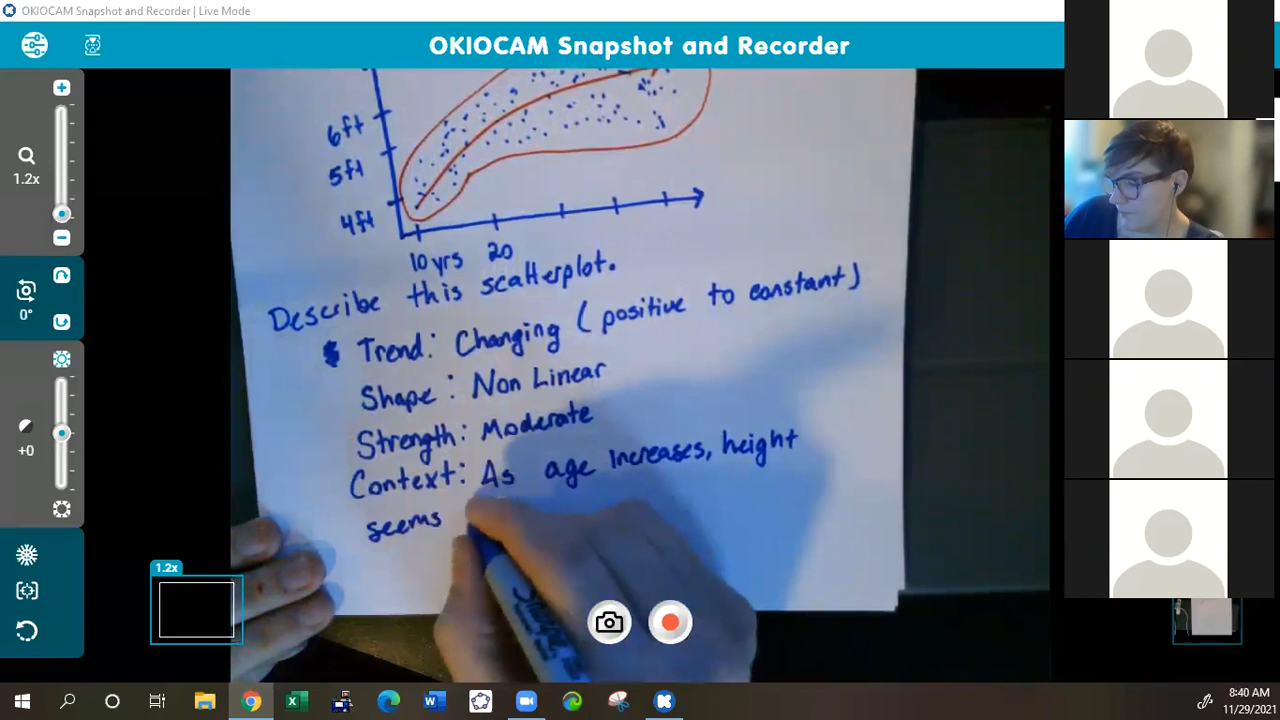 OKIOCAM Snapshot and Recorder | Live Mode
OKIOCAM Snapshot and Recorder
1.2x
0°
+0
1.2x
6ft
5ft
4ft
10 yrs 20
Describe this scatterplot.
Trend: Changing (positive to constant)
Shape: Non Linear
Strength: Moderate
Context: As age increases, height
seems
8:40 AM
11/29/2021